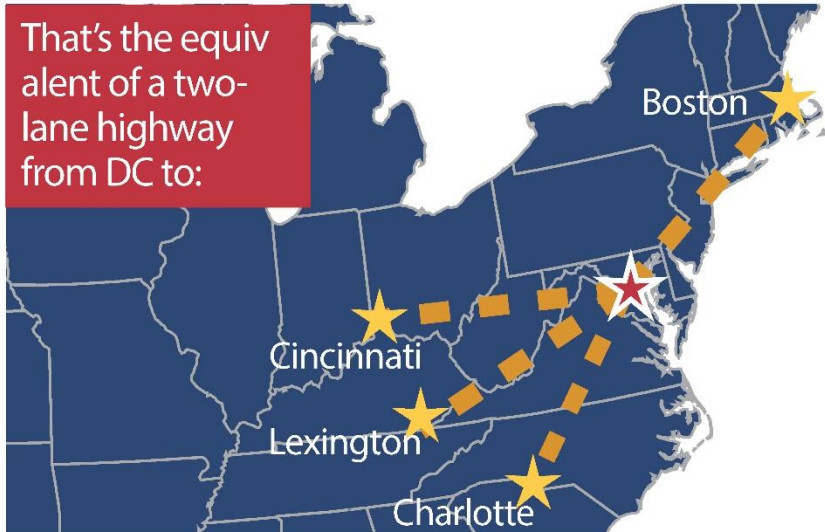 That's the equiv
alent of a two-
lane highway
from DC to:
Boston
Cincinnati
Lexington
Charlotte